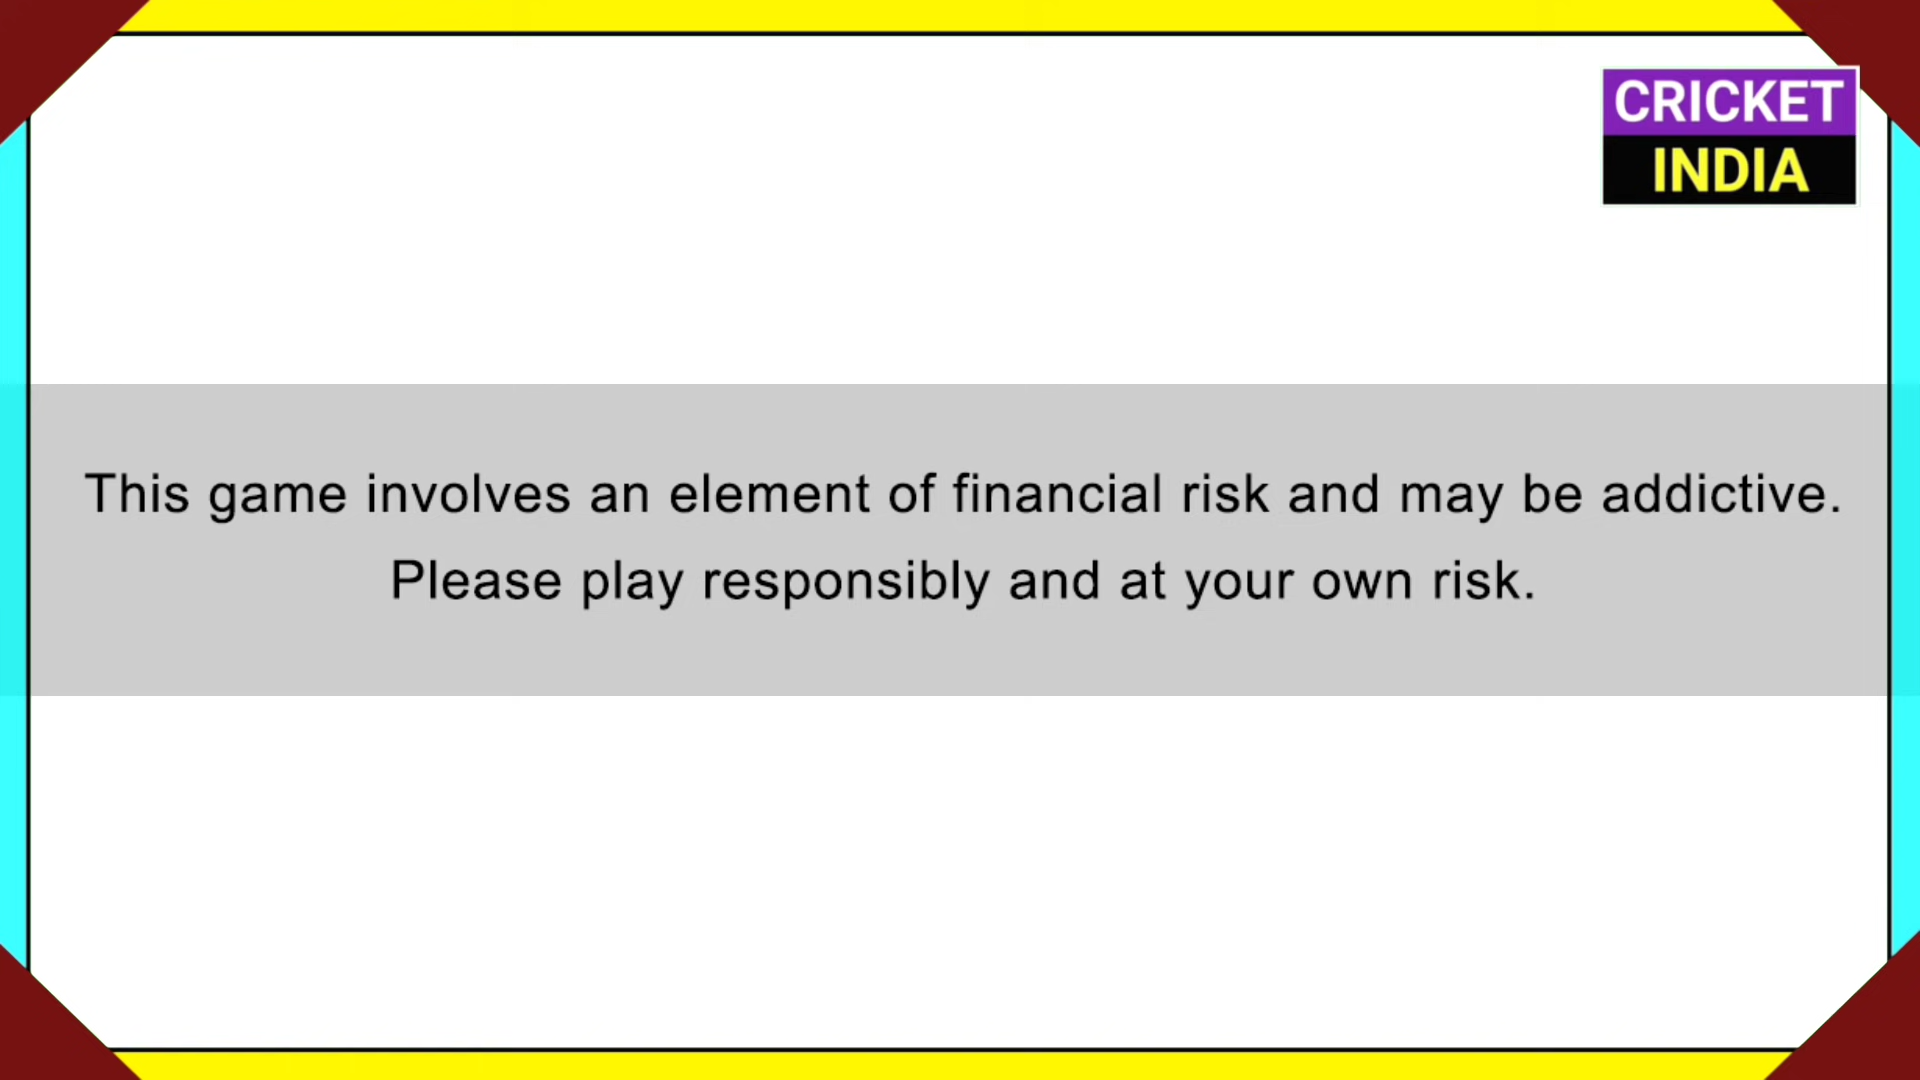 CRICKET
INDIA
This game involves an element of financial risk and may be addictive.
Please play responsibly and at your own risk.